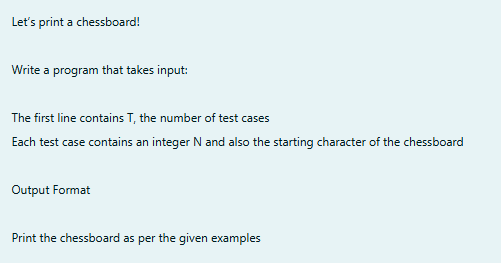 Let's print a chessboard!
Write a program that takes input:
The first line contains T, the number of test cases
Each test case contains an integer N and also the starting character of the chessboard
Output Format
Print the chessboard as per the given examples